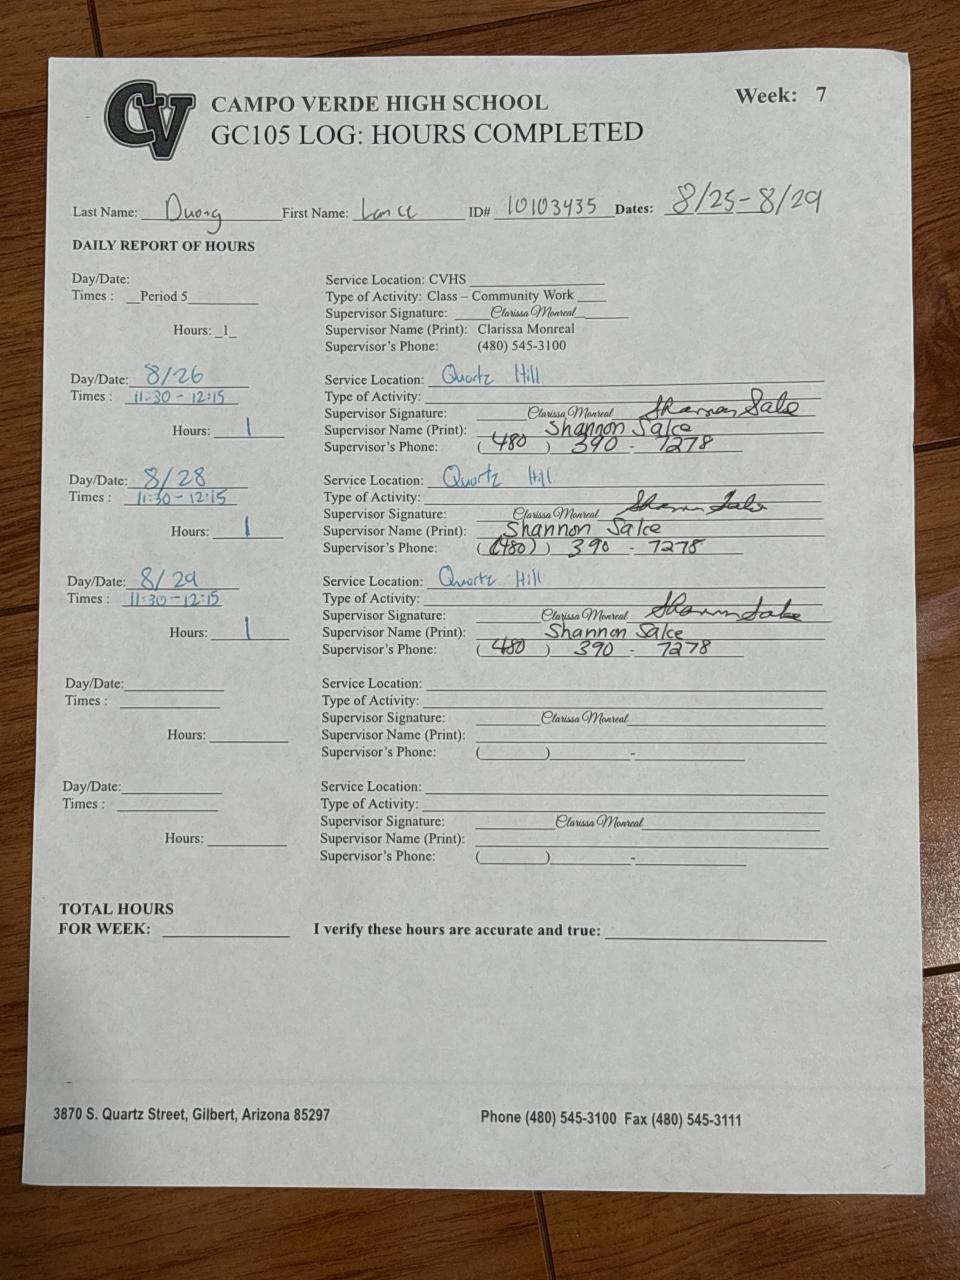 CV
CAMPO VERDE HIGH SCHOOL
Week: 7
GC105 LOG: HOURS COMPLETED
Last Name: Duong First Name: Lance ID# 10103435 Dates: 8/25-8/29
DAILY REPORT OF HOURS
Day/Date:
Service Location: CVHS
Times : Period 5
Type of Activity: Class – Community Work
Supervisor Signature: Clarissa Monreal
Hours: 1
Supervisor Name (Print): Clarissa Monreal
Supervisor's Phone: (480) 545-3100
Day/Date: 8/26
Service Location: Quartz Hill
Times : 11:30 - 12:15
Type of Activity:
Supervisor Signature: Clarissa Monreal Shannon Salce
Hours: 1
Supervisor Name (Print): Shannon Salce
Supervisor's Phone: (480) 390 - 7278
Day/Date: 8/28
Service Location: Quartz Hill
Times : 11:30 - 12:15
Type of Activity:
Supervisor Signature: Clarissa Monreal Shannon Salce
Hours: 1
Supervisor Name (Print): Shannon Salce
Supervisor's Phone: ((480)) 390 - 7278
Day/Date: 8/29
Service Location: Quartz Hill
Times : 11:30 - 12:15
Type of Activity:
Supervisor Signature: Clarissa Monreal Shannon Salce
Hours: 1
Supervisor Name (Print): Shannon Salce
Supervisor's Phone: (480) 390 - 7278
Day/Date:
Service Location:
Times :
Type of Activity:
Supervisor Signature: Clarissa Monreal
Hours:
Supervisor Name (Print):
Supervisor's Phone: ( ) -
Day/Date:
Service Location:
Times :
Type of Activity:
Supervisor Signature: Clarissa Monreal
Hours:
Supervisor Name (Print):
Supervisor's Phone: ( ) -
TOTAL HOURS
FOR WEEK: I verify these hours are accurate and true:
3870 S. Quartz Street, Gilbert, Arizona 85297 Phone (480) 545-3100 Fax (480) 545-3111